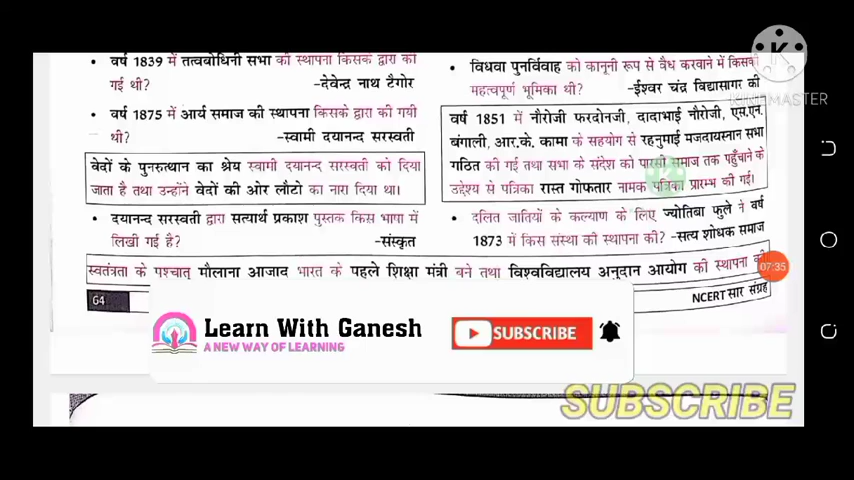 वर्ष 1839 में तत्वबोधिनी सभा की स्थापना किसके द्वारा की
गई थी? –देवेन्द्र नाथ टैगोर
वर्ष 1875 में आर्य समाज की स्थापना किसके द्वारा की गयी
थी? –स्वामी दयानन्द सरस्वती
वेदों के पुनरुत्थान का श्रेय स्वामी दयानन्द सरस्वती को दिया
जाता है तथा उन्होंने वेदों की ओर लौटो का नारा दिया था।
दयानन्द सरस्वती द्वारा सत्यार्थ प्रकाश पुस्तक किस भाषा में
लिखी गई है? –संस्कृत
विधवा पुनर्विवाह को कानूनी रूप से वैध करवाने में किसकी
महत्वपूर्ण भूमिका थी? –ईश्वर चंद्र विद्यासागर की
वर्ष 1851 में नौरोजी फरदोनजी, दादाभाई नौरोजी, एस.एन.
बंगाली, आर.के. कामा के सहयोग से रहनुमाई मजदायस्नान सभा
गठित की गई तथा सभा के संदेश को पारसी समाज तक पहुँचाने के
उद्देश्य से पत्रिका रास्त गोफतार नामक पत्रिका प्रारम्भ की गई।
दलित जातियों के कल्याण के लिए ज्योतिबा फुले ने वर्ष
1873 में किस संस्था की स्थापना की? –सत्य शोधक समाज
स्वतंत्रता के पश्चात् मौलाना आजाद भारत के पहले शिक्षा मंत्री बने तथा विश्वविद्यालय अनुदान आयोग की स्थापना की
64
NCERT सार संग्रह
KINEMASTER
07:35
Learn With Ganesh
A NEW WAY OF LEARNING
SUBSCRIBE
SUBSCRIBE